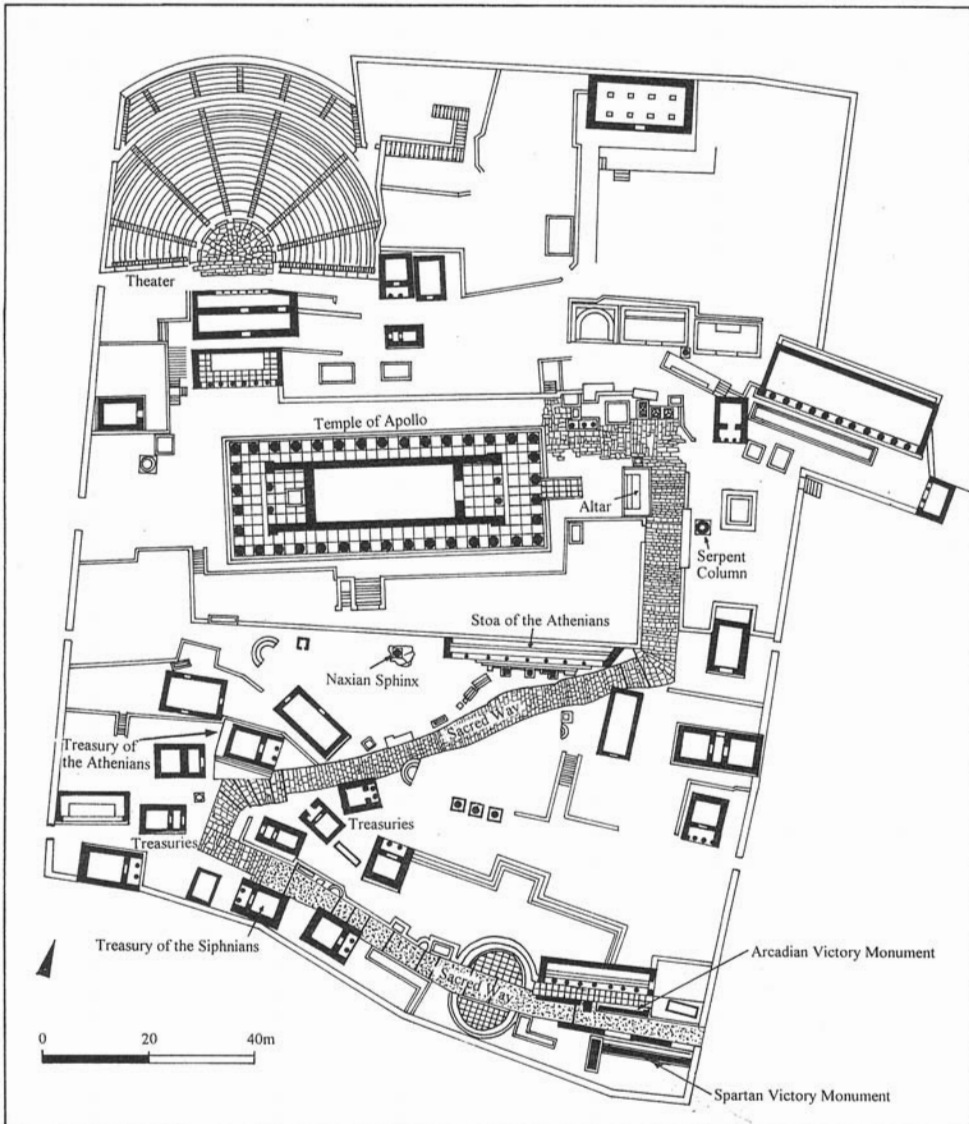 Theater
Temple of Apollo
Altar
Serpent
Column
Stoa of the Athenians
Naxian Sphinx
Sacred Way
Treasury of
the Athenians
Treasuries
Treasuries
Treasury of the Siphnians
Sacred Way
Arcadian Victory Monument
0 20 40m
Spartan Victory Monument